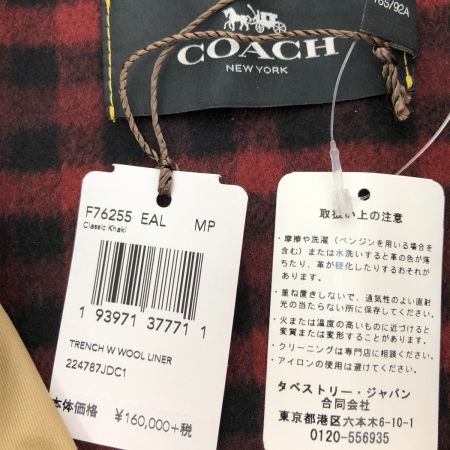 16S/92A
COACH
NEW YORK
F76255 EAL MP
Classic Khaki
1 93971 37771 1
TRENCH W WOOL LINER
224787JDC1
本体価格 ¥160,000+税
取扱い上の注意
・摩擦や洗濯（ベンジンを用いる場合を
含む）または水洗いすると革の色が落
ちたり、革が硬化したりするおそれが
あります。
・重ね置きしないで、通気性のよい直射
光の当たらない所に保存してください。
・火または温度の高いものに近づけると
変質または変形することがあります。
・クリーニングは専門店に相談ください。
・アイロンの使用は避けてください。
タペストリー・ジャパン
合同会社
東京都港区六本木6-10-1
0120-556935